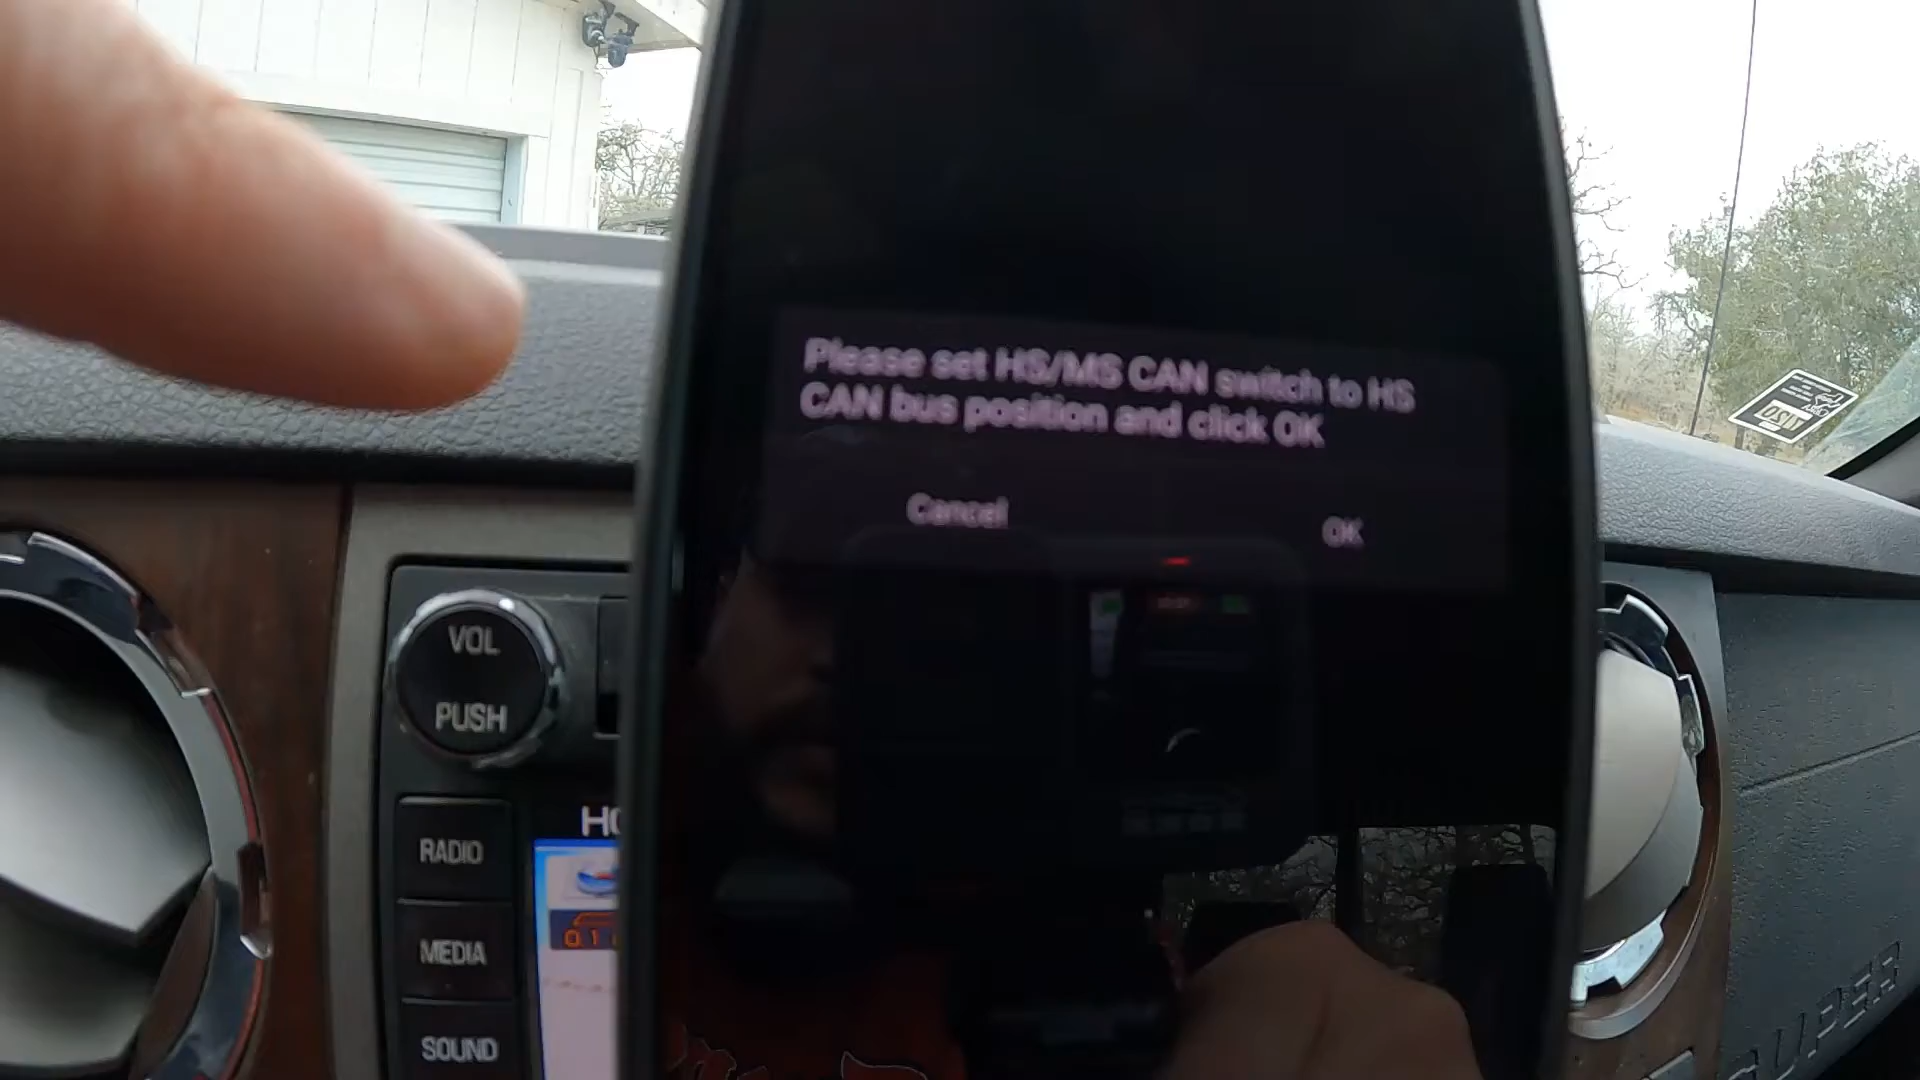 Please set HS/MS CAN switch to HS
CAN bus position and click OK
Cancel
OK
VOL
PUSH
RADIO
MEDIA
SOUND
SUPER